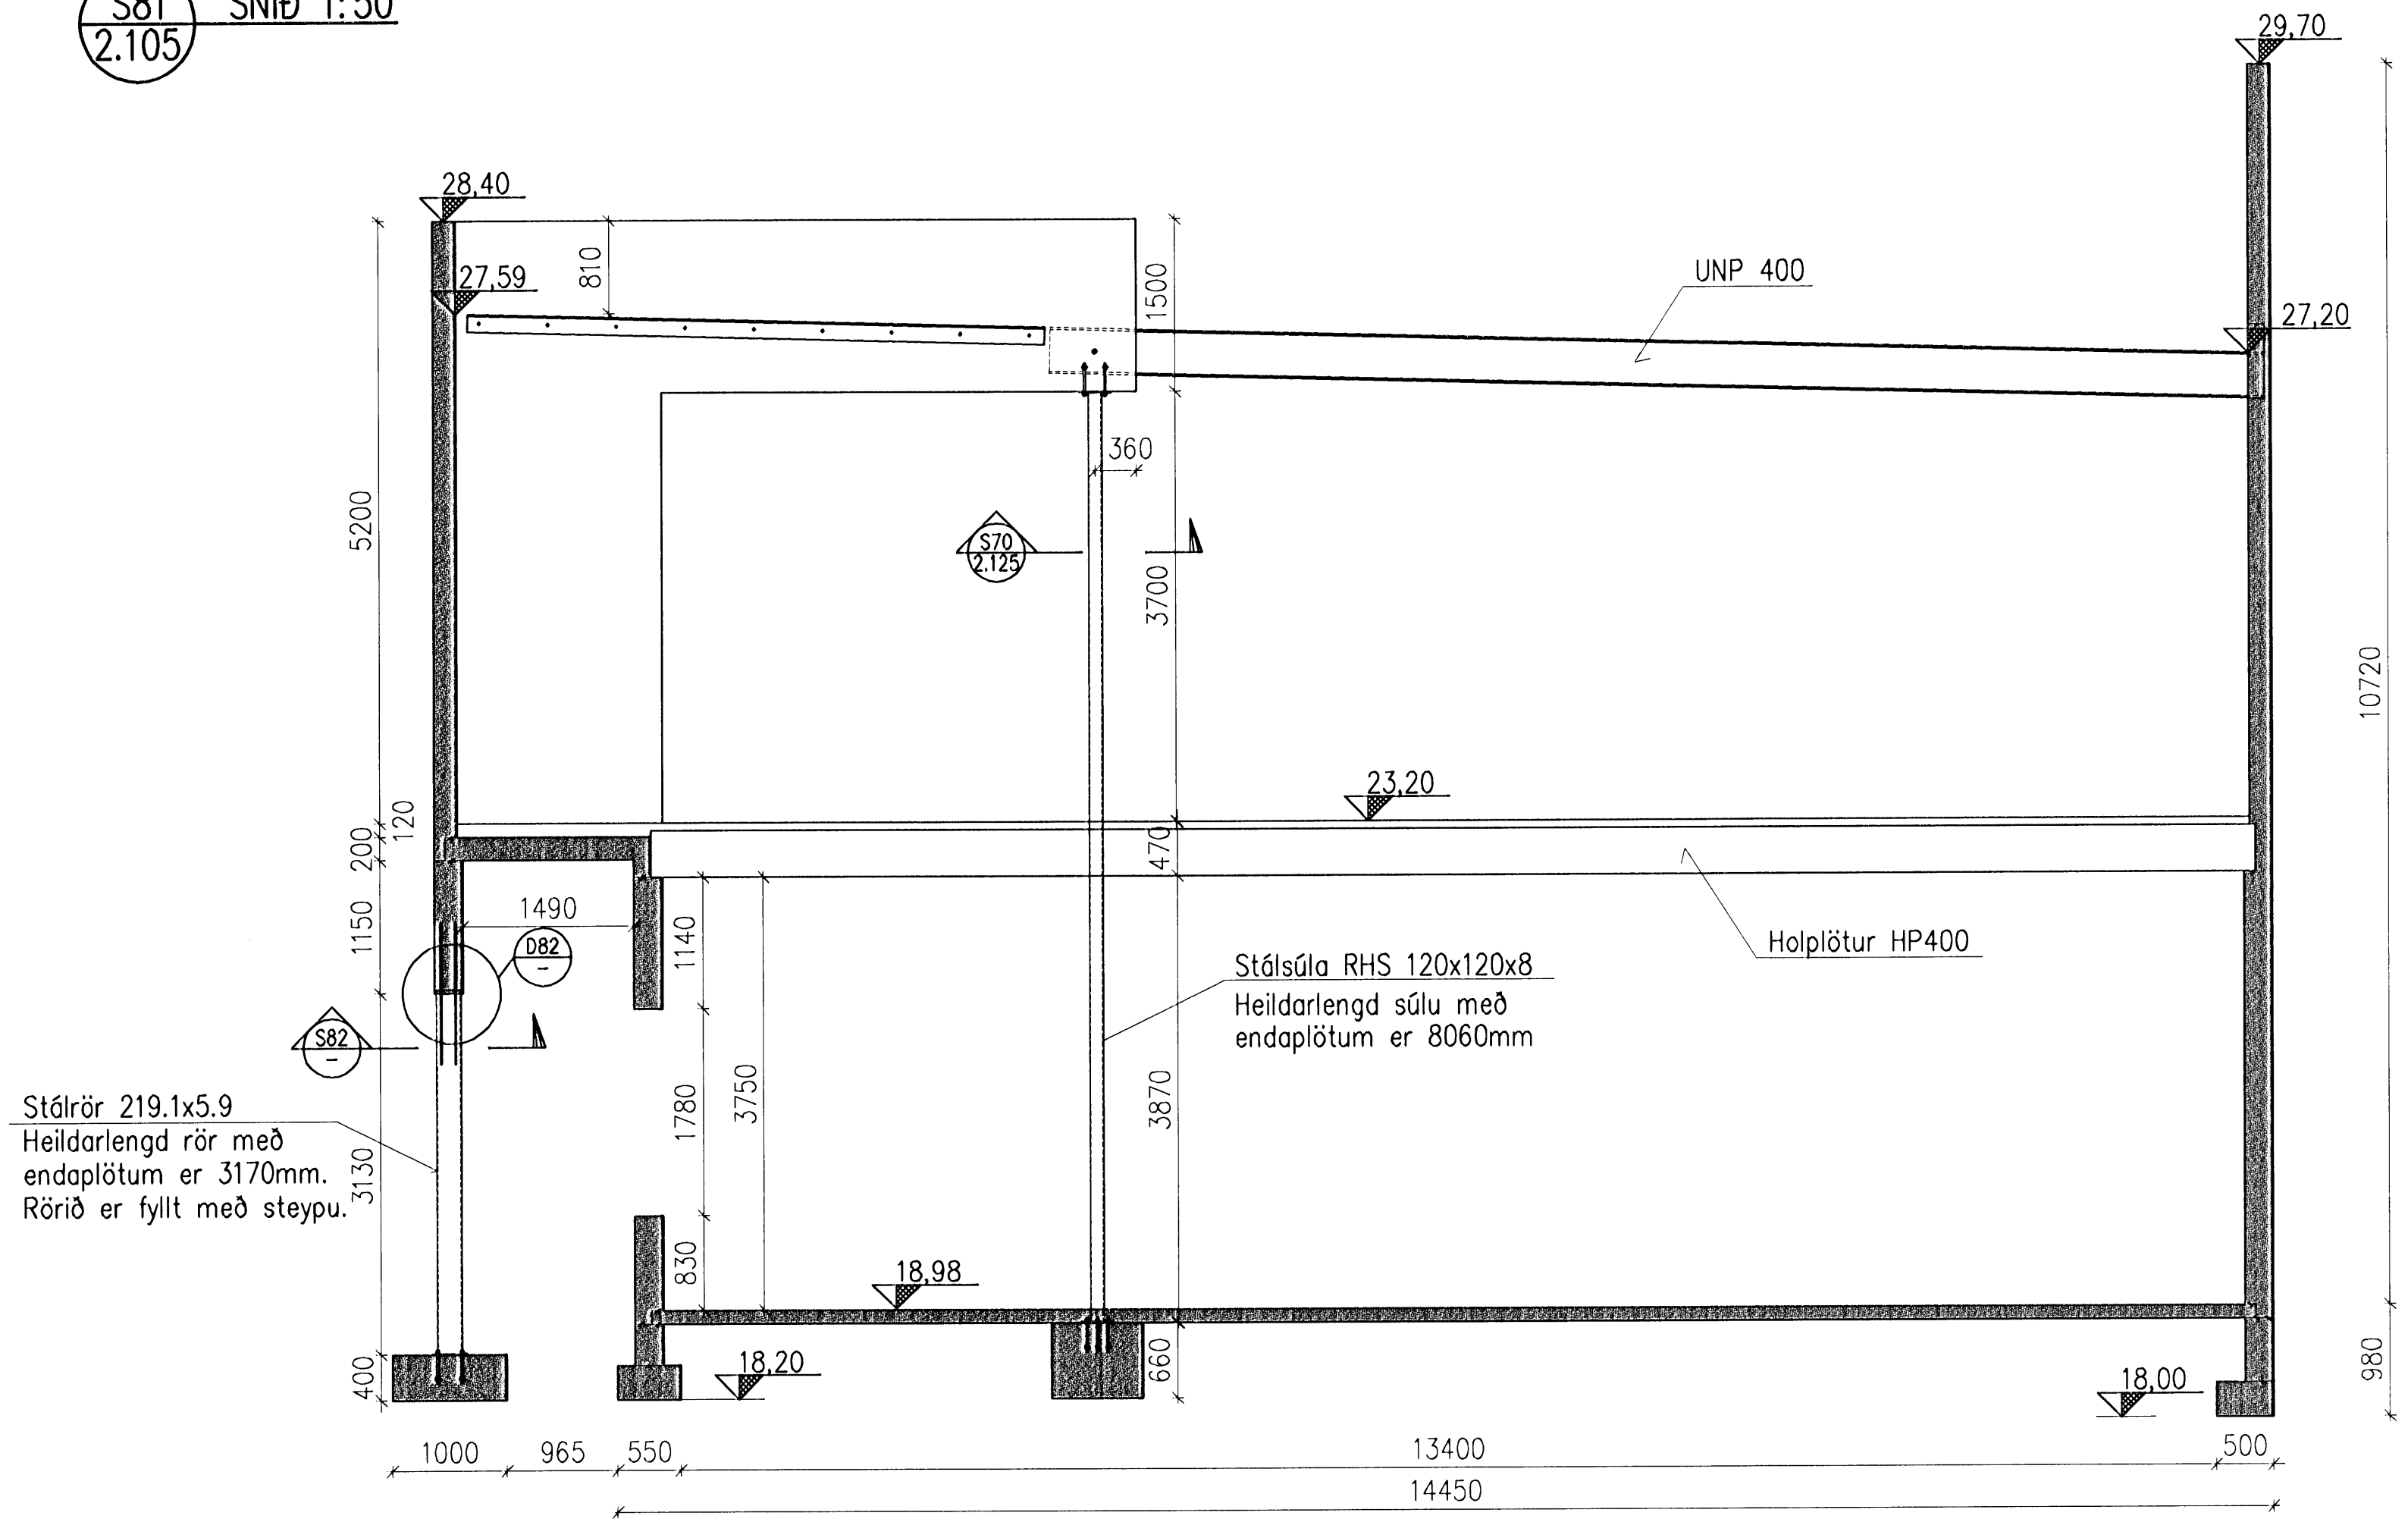 S81 SNIÐ 1:50
2.105
29,70
28,40
27,59
810
1500
UNP 400
27,20
360
5200
S70
2.125
3700
10720
23,20
120
200
470
1150
1490
D82
-
1140
Holplötur HP400
Stálsúla RHS 120x120x8
Heildarlengd súlu með
endaplötum er 8060mm
S82
-
1780
3750
3870
Stálrör 219.1x5.9
Heildarlengd rör með
endaplötum er 3170mm.
Rörið er fyllt með steypu.
3130
830
18,98
400
18,20
660
18,00
980
1000 965 550 13400 500
14450